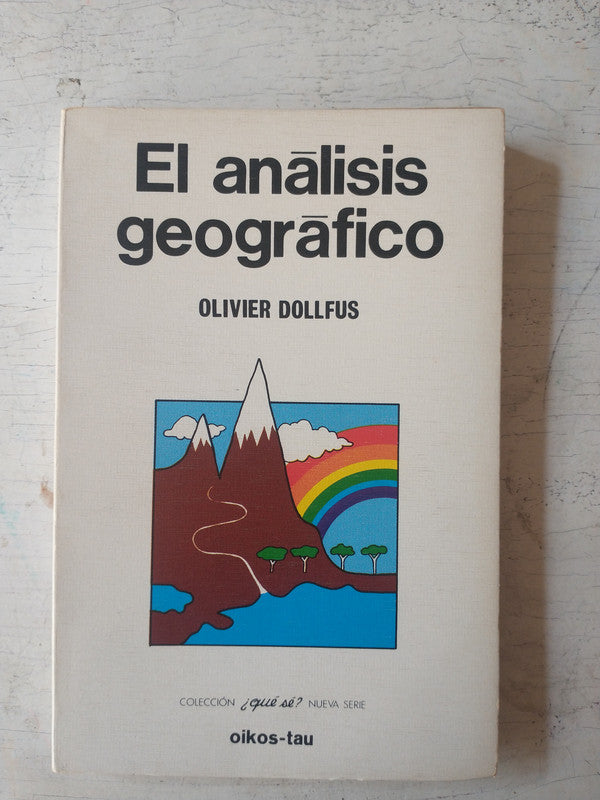 El análisis
geográfico
OLIVIER DOLLFUS
COLECCIÓN ¿qué sé? NUEVA SERIE
oikos-tau